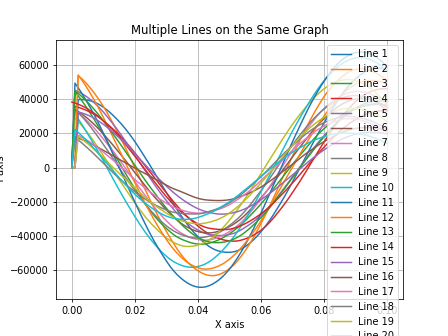 Multiple Lines on the Same Graph
60000
40000
20000
0
−20000
−40000
−60000
0.00
0.02
0.04
0.06
X axis
Line 1
Line 2
Line 3
Line 4
Line 5
Line 6
Line 7
Line 8
Line 9
Line 10
Line 11
Line 12
Line 13
Line 14
Line 15
Line 16
Line 17
Line 18
Line 19